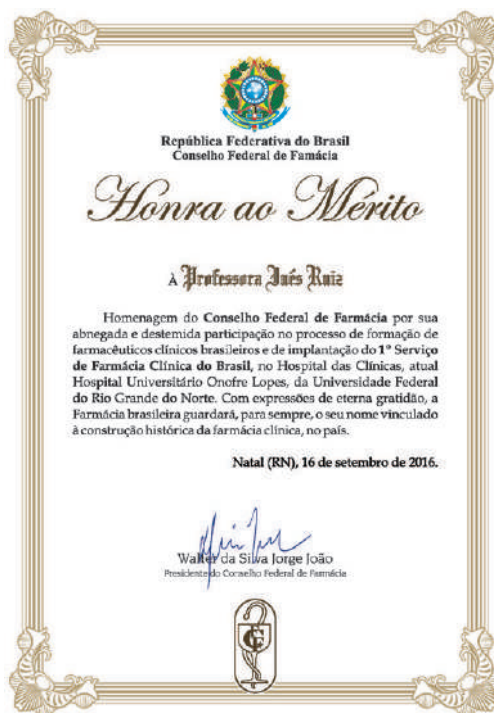 República Federativa do Brasil
Conselho Federal de Famácia
Honra ao Mérito
À Professora Inés Ruiz
Homenagem do Conselho Federal de Farmácia por sua
abnegada e destemida participação no processo de formação de
farmacêuticos clínicos brasileiros e de implantação do 1º Serviço
de Farmácia Clínica do Brasil, no Hospital das Clínicas, atual
Hospital Universitário Onofre Lopes, da Universidade Federal
do Rio Grande do Norte. Com expressões de eterna gratidão, a
Farmácia brasileira guardará, para sempre, o seu nome vinculado
à construção histórica da farmácia clínica, no país.
Natal (RN), 16 de setembro de 2016.
Walter da Silva Jorge João
Presidente do Conselho Federal de Farmácia